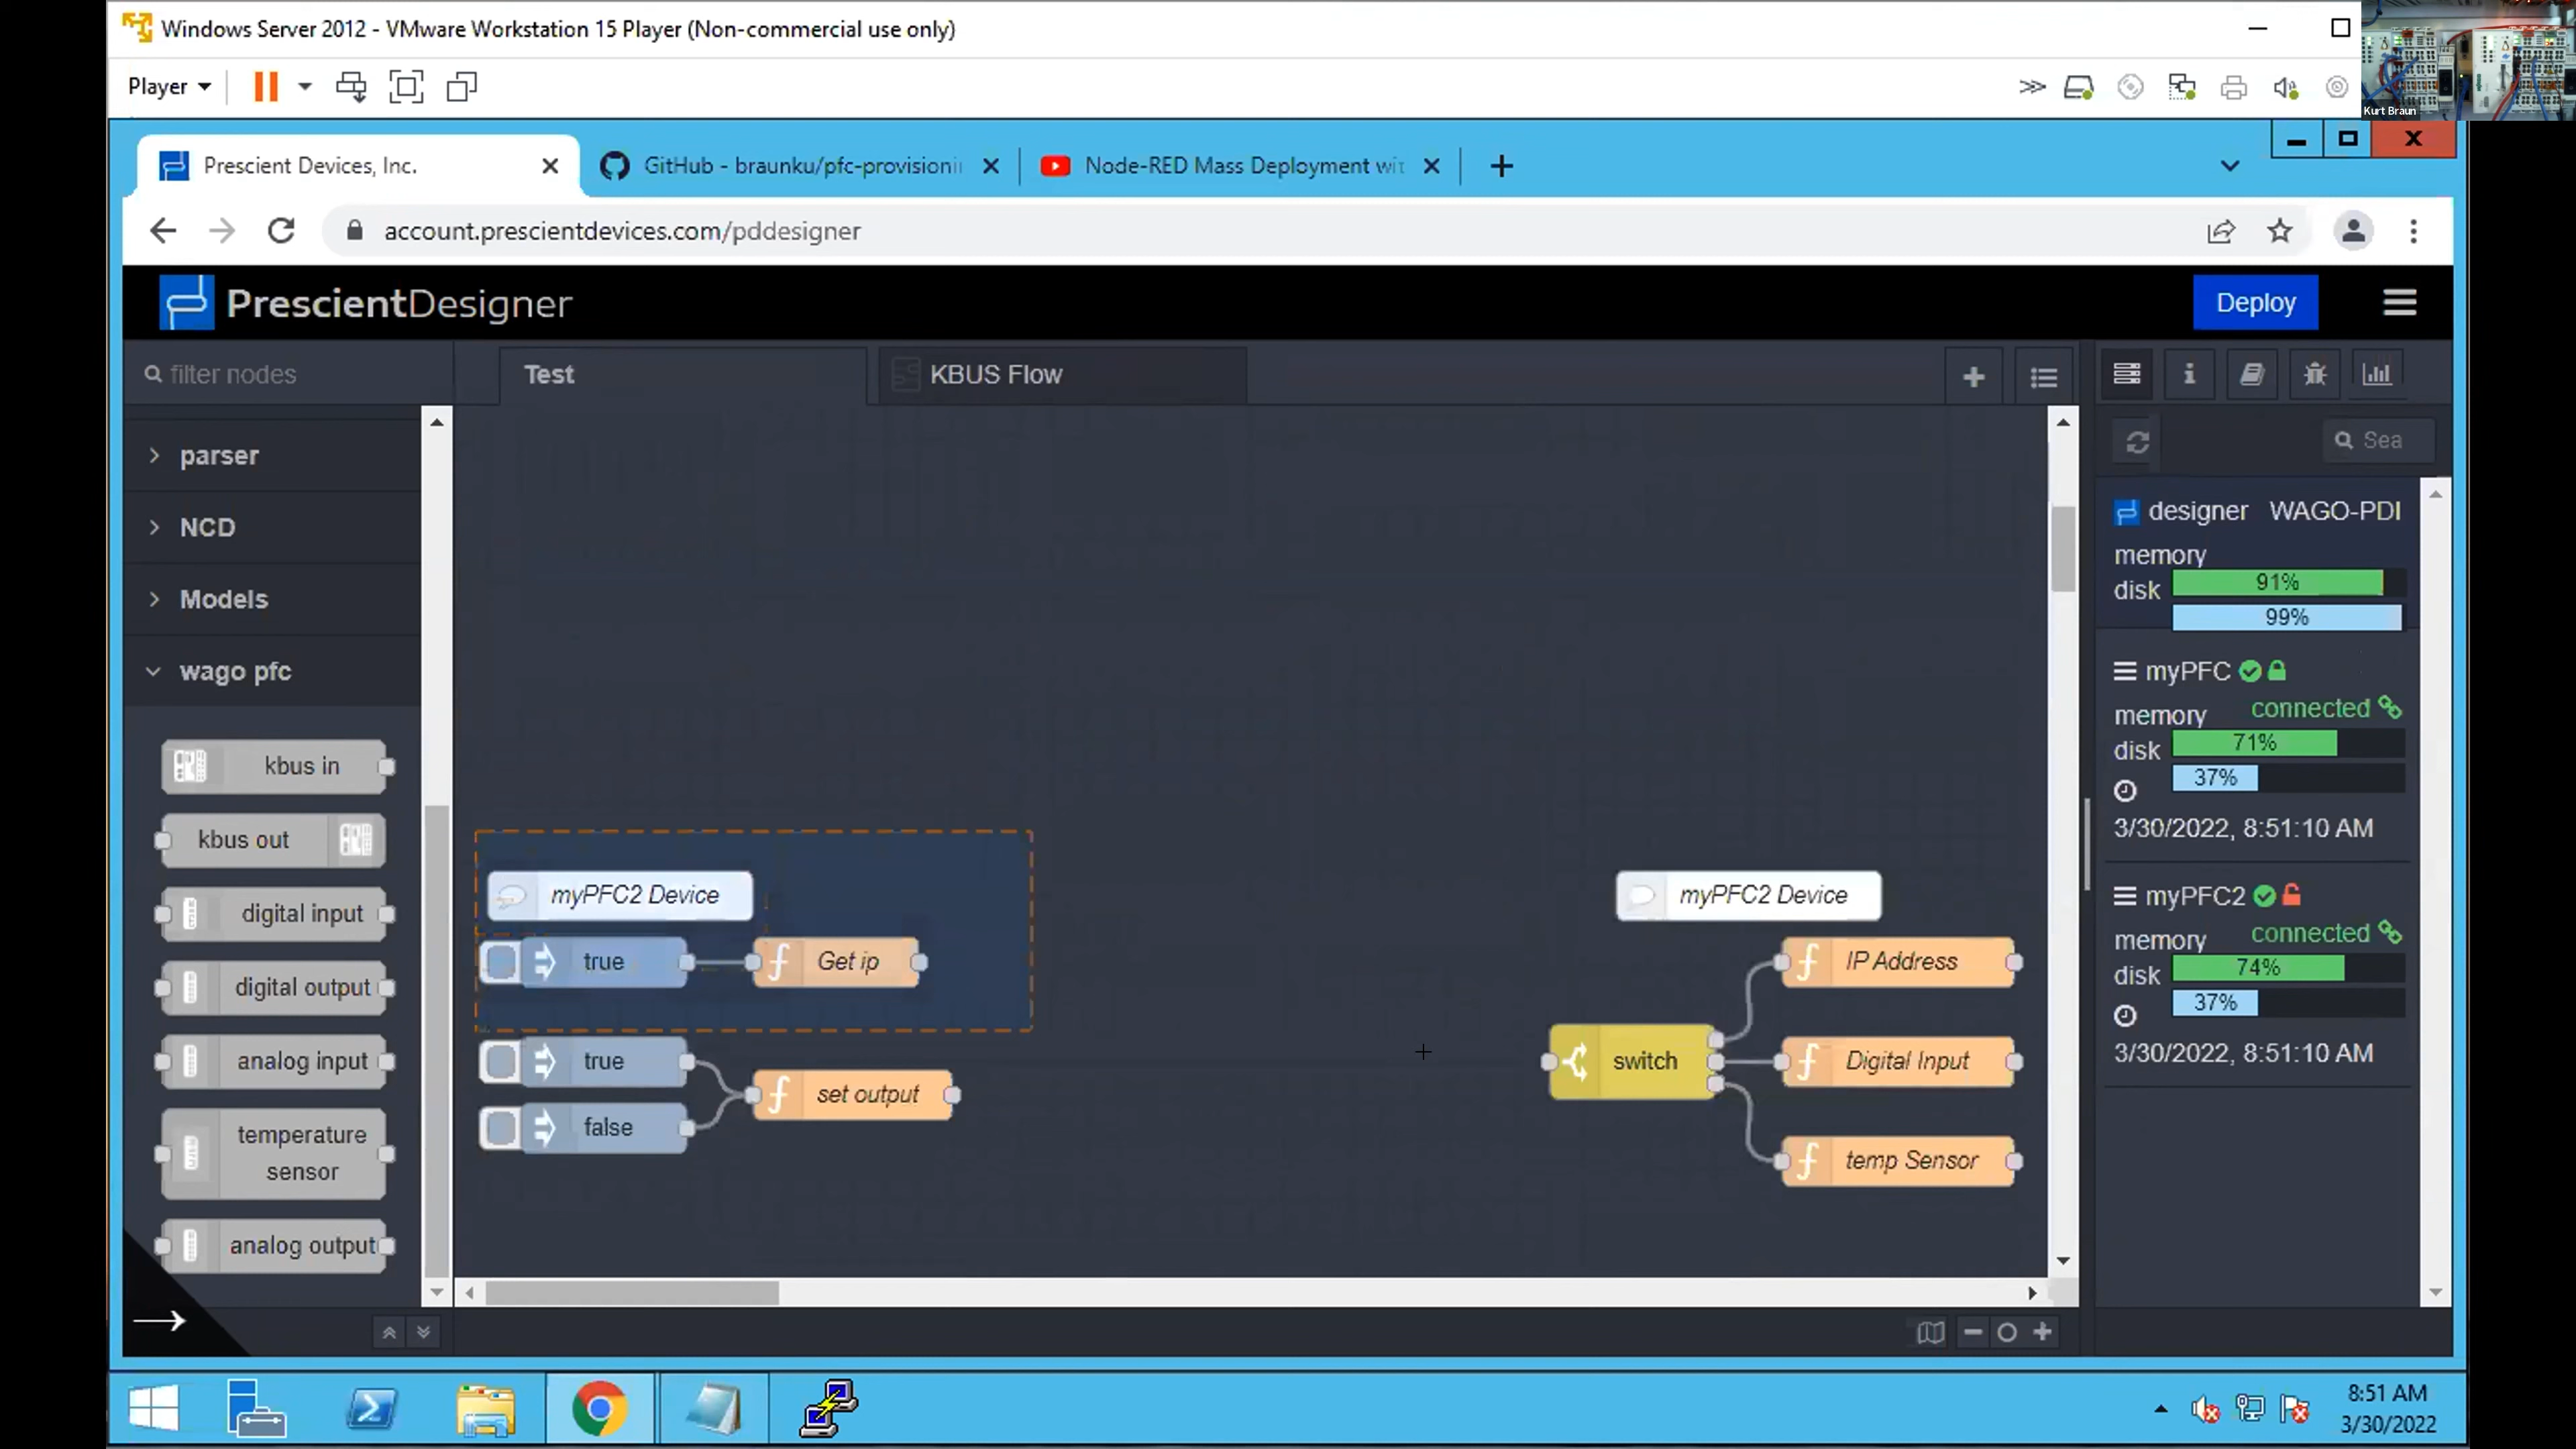 Windows Server 2012 - VMware Workstation 15 Player (Non-commercial use only)
Player
Kurt Braun
Prescient Devices, Inc.
GitHub - braunku/pfc-provisioni
Node-RED Mass Deployment wit
account.prescientdevices.com/pddesigner
PrescientDesigner
Deploy
filter nodes
Test
KBUS Flow
Sea
parser
NCD
Models
wago pfc
kbus in
kbus out
digital input
digital output
analog input
temperature
sensor
analog output
myPFC2 Device
true
Get ip
true
false
set output
myPFC2 Device
switch
IP Address
Digital Input
temp Sensor
designer WAGO-PDI
memory
91%
disk
99%
myPFC
connected
memory
71%
disk
37%
3/30/2022, 8:51:10 AM
myPFC2
connected
memory
74%
disk
37%
3/30/2022, 8:51:10 AM
8:51 AM
3/30/2022